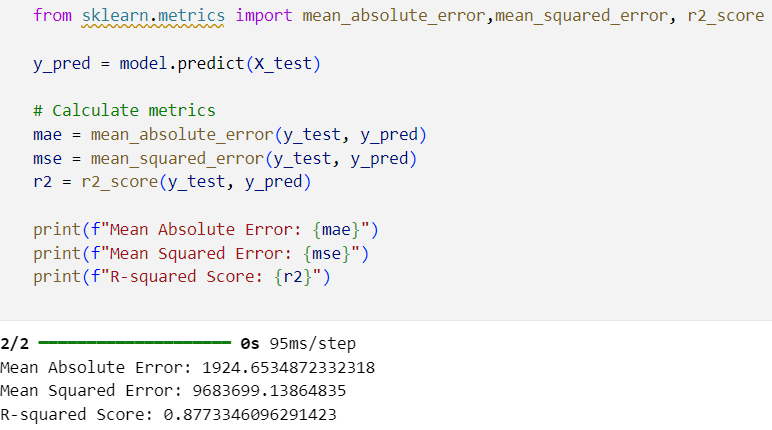 from sklearn.metrics import mean_absolute_error,mean_squared_error, r2_score
y_pred = model.predict(X_test)
# Calculate metrics
mae = mean_absolute_error(y_test, y_pred)
mse = mean_squared_error(y_test, y_pred)
r2 = r2_score(y_test, y_pred)
print(f"Mean Absolute Error: {mae}")
print(f"Mean Squared Error: {mse}")
print(f"R-squared Score: {r2}")
2/2 ━━━━━━━━━━━━━━━━━━━━ 0s 95ms/step
Mean Absolute Error: 1924.6534872332318
Mean Squared Error: 9683699.13864835
R-squared Score: 0.8773346096291423